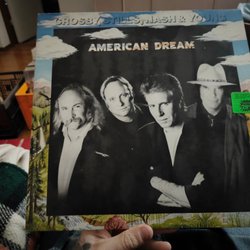 CROSBY, STILLS, NASH & YOUNG
AMERICAN DREAM